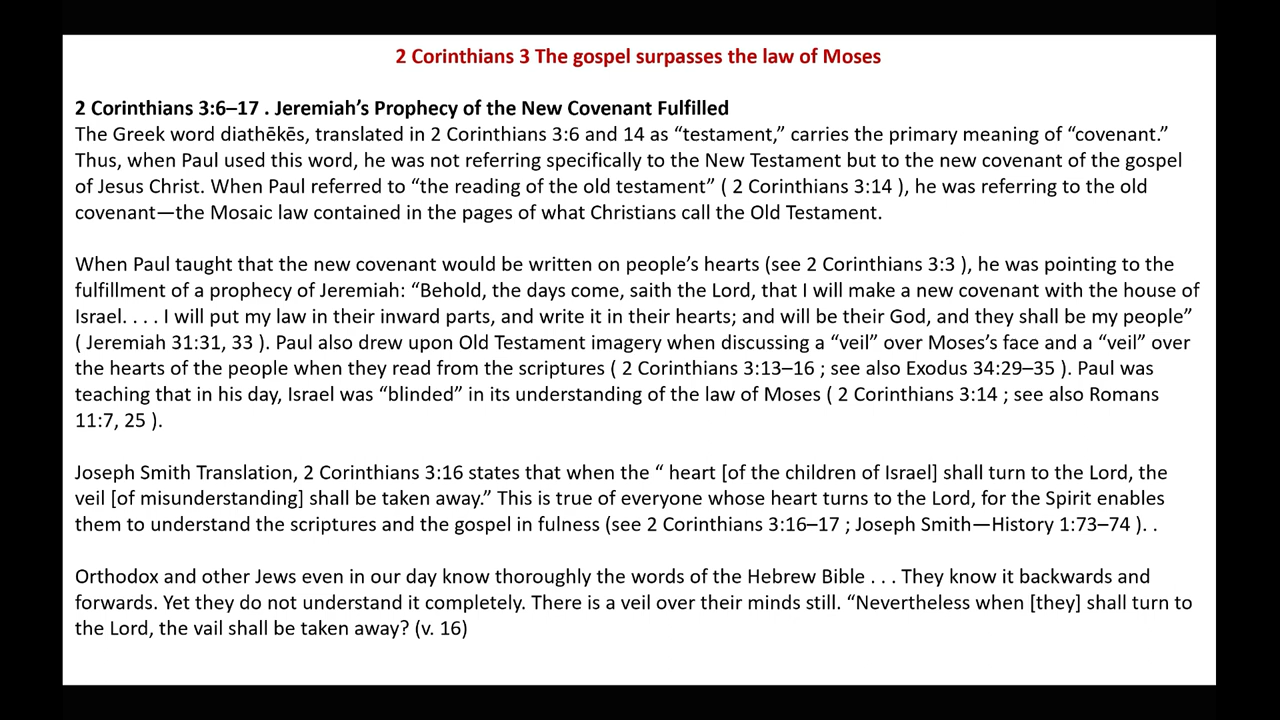 2 Corinthians 3 The gospel surpasses the law of Moses
2 Corinthians 3:6–17 . Jeremiah’s Prophecy of the New Covenant Fulfilled
The Greek word diathēkēs, translated in 2 Corinthians 3:6 and 14 as “testament,” carries the primary meaning of “covenant.”
Thus, when Paul used this word, he was not referring specifically to the New Testament but to the new covenant of the gospel
of Jesus Christ. When Paul referred to “the reading of the old testament” ( 2 Corinthians 3:14 ), he was referring to the old
covenant—the Mosaic law contained in the pages of what Christians call the Old Testament.
When Paul taught that the new covenant would be written on people’s hearts (see 2 Corinthians 3:3 ), he was pointing to the
fulfillment of a prophecy of Jeremiah: “Behold, the days come, saith the Lord, that I will make a new covenant with the house of
Israel. . . . I will put my law in their inward parts, and write it in their hearts; and will be their God, and they shall be my people”
( Jeremiah 31:31, 33 ). Paul also drew upon Old Testament imagery when discussing a “veil” over Moses’s face and a “veil” over
the hearts of the people when they read from the scriptures ( 2 Corinthians 3:13–16 ; see also Exodus 34:29–35 ). Paul was
teaching that in his day, Israel was “blinded” in its understanding of the law of Moses ( 2 Corinthians 3:14 ; see also Romans
11:7, 25 ).
Joseph Smith Translation, 2 Corinthians 3:16 states that when the “ heart [of the children of Israel] shall turn to the Lord, the
veil [of misunderstanding] shall be taken away.” This is true of everyone whose heart turns to the Lord, for the Spirit enables
them to understand the scriptures and the gospel in fulness (see 2 Corinthians 3:16–17 ; Joseph Smith—History 1:73–74 ). .
Orthodox and other Jews even in our day know thoroughly the words of the Hebrew Bible . . . They know it backwards and
forwards. Yet they do not understand it completely. There is a veil over their minds still. “Nevertheless when [they] shall turn to
the Lord, the vail shall be taken away? (v. 16)